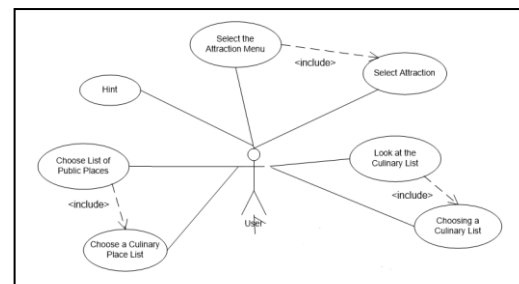 Select the
Attraction Menu
<include>
Select Attraction
Hint
Choose List of
Public Places
Look at the
Culinary List
<include>
<include>
Choosing a
Culinary List
User
Choose a Culinary
Place List